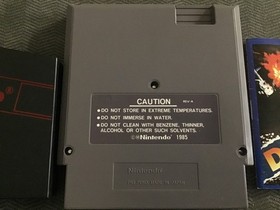 CAUTION
• DO NOT STORE IN EXTREME TEMPERATURES.
• DO NOT IMMERSE IN WATER.
• DO NOT CLEAN WITH BENZENE, THINNER,
ALCOHOL OR OTHER SUCH SOLVENTS.
©Nintendo 1985
Nintendo